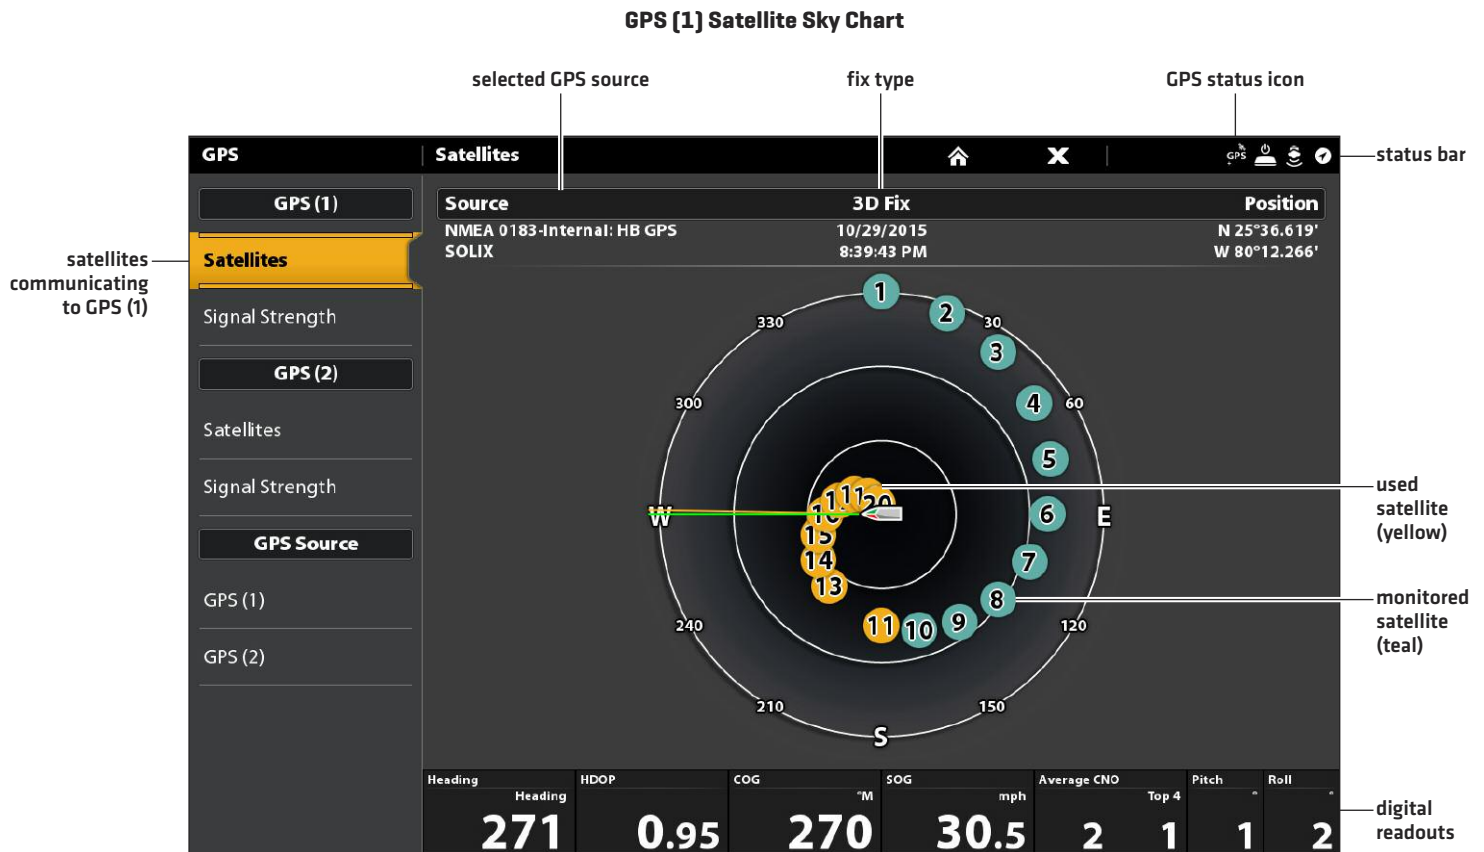 GPS (1) Satellite Sky Chart
selected GPS source
fix type
GPS status icon
GPS
Satellites
GPS
status bar
GPS (1)
Source
3D Fix
Position
NMEA 0183-Internal: HB GPS
10/29/2015
N 25°36.619'
SOLIX
8:39:43 PM
W 80°12.266'
Satellites
satellites
communicating
to GPS (1)
Signal Strength
GPS (2)
Satellites
Signal Strength
GPS Source
GPS (1)
GPS (2)
1
2
330
30
3
300
4
60
5
11
20
16
W
6
E
15
14
7
13
8
11
10
9
240
120
210
150
S
used
satellite
(yellow)
monitored
satellite
(teal)
Heading
HDOP
COG
SOG
Average CNO
Pitch
Roll
Heading
°M
mph
Top 4
°
°
271
0.95
270
30.5
2
1
1
2
digital
readouts